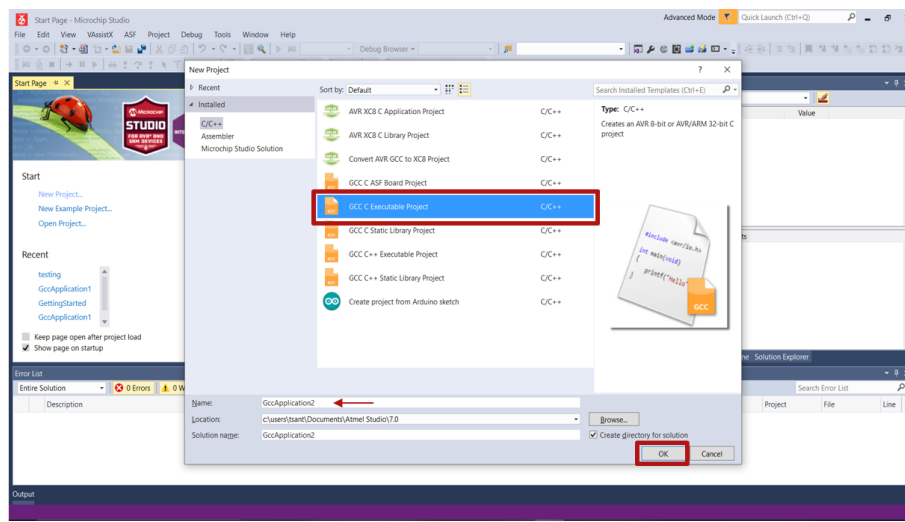 Start Page - Microchip Studio
Advanced Mode
Quick Launch (Ctrl+Q)
File Edit View VAssistX ASF Project Debug Tools Window Help
Debug Browser
Start Page
New Project
? ×
Recent
Sort by: Default
Search Installed Templates (Ctrl+E)
Installed
C/C++
Assembler
Microchip Studio Solution
AVR XC8 C Application Project C/C++
AVR XC8 C Library Project C/C++
Convert AVR GCC to XC8 Project C/C++
GCC C ASF Board Project C/C++
GCC C Executable Project C/C++
GCC C Static Library Project C/C++
GCC C++ Executable Project C/C++
GCC C++ Static Library Project C/C++
Create project from Arduino sketch C/C++
Type: C/C++
Creates an AVR 8-bit or AVR/ARM 32-bit C
project
#include <avr/io.h>
int main(void)
{
printf("Hello"
}
GCC
Value
MICROCHIP
STUDIO
FOR AVR® AND
SAM DEVICES
Start
New Project...
New Example Project...
Open Project...
Recent
testing
GccApplication1
GettingStarted
GccApplication1
Keep page open after project load
Show page on startup
Solution Explorer
Error List
Entire Solution
0 Errors
0 W
Search Error List
Description
Project File Line
Name: GccApplication2
Location: c:\users\tsant\Documents\Atmel Studio\7.0
Browse...
Solution name: GccApplication2
Create directory for solution
OK Cancel
Output